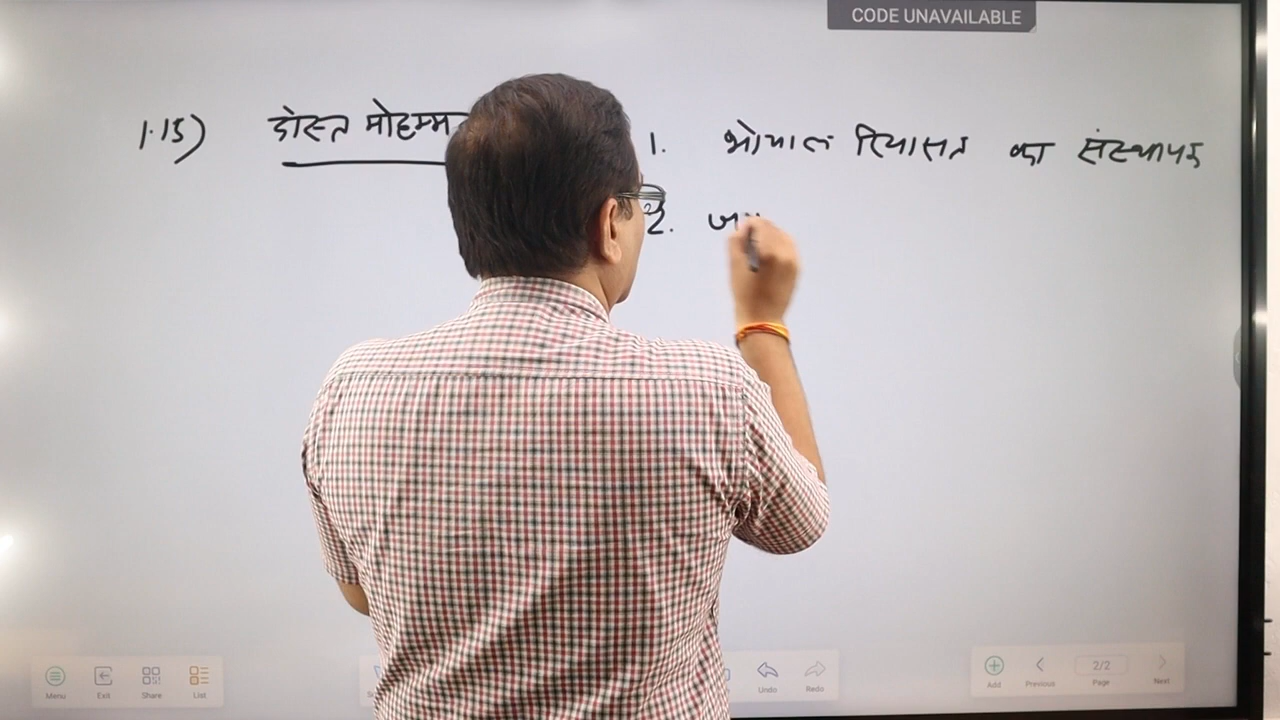 CODE UNAVAILABLE
1.15) दोस्त मोहम्म 1. भोपाल रियासत का संस्थापक
2.
Menu Exit Share List Undo Redo Add Previous 2/2 Page Next